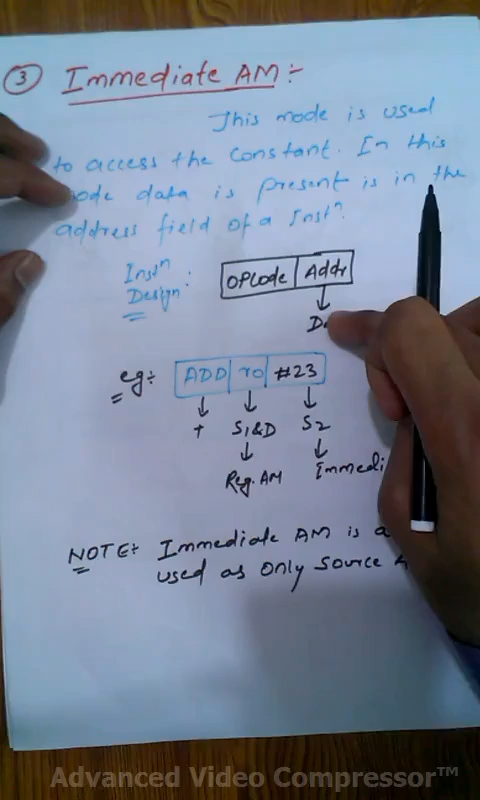 ③ Immediate AM:-
This mode is used
to access the Constant. In this
data is present is in the
address field of a Instⁿ.
Instⁿ
Design :
OPCode | Addr
eg:- ADD | r0 | #23
+ S1&D S2
Reg. AM Immedi
NOTE:- Immediate AM is a
used as only Source
Advanced Video Compressor™